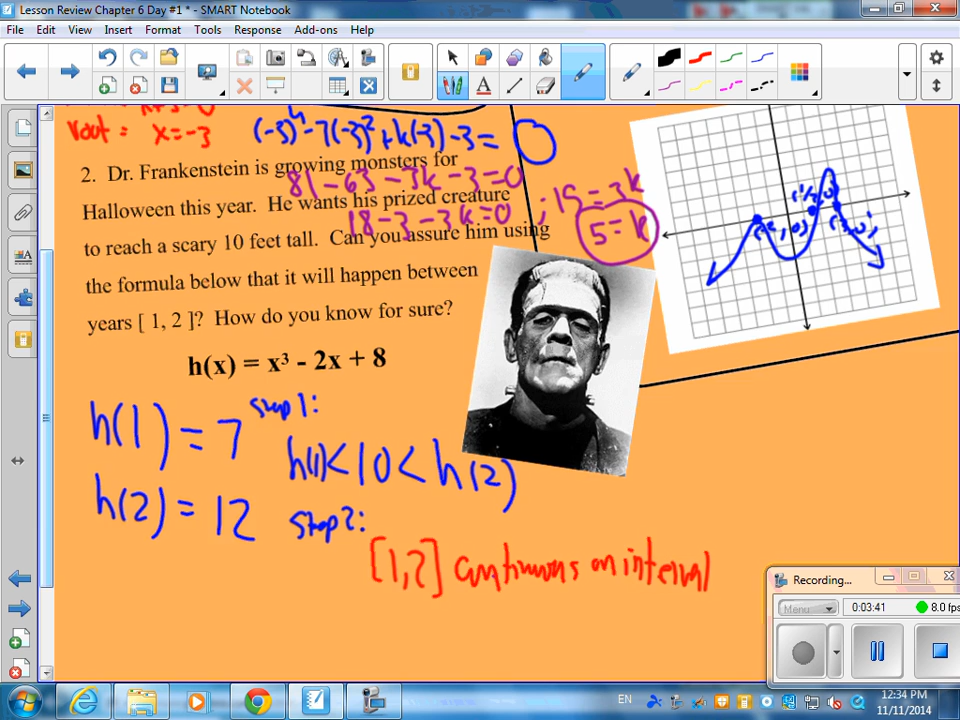 Lesson Review Chapter 6 Day #1 * - SMART Notebook
File Edit View Insert Format Tools Response Add-ons Help
root = x = -3
(-3)⁴ - 7(-3)² + k(-3) - 3 = 0
81 - 63 - 3k - 3 = 0
18 - 3 - 3k = 0 ; 15 = 3k
5 = k
2. Dr. Frankenstein is growing monsters for
Halloween this year. He wants his prized creature
to reach a scary 10 feet tall. Can you assure him using
the formula below that it will happen between
years [ 1, 2 ]? How do you know for sure?
h(x) = x³ - 2x + 8
h(1) = 7
h(2) = 12
step 1:
h(1) < 10 < h(2)
step 2:
[1,2] continuous on interval
Recording...
Menu
0:03:41
8.0 fps
EN
12:34 PM
11/11/2014